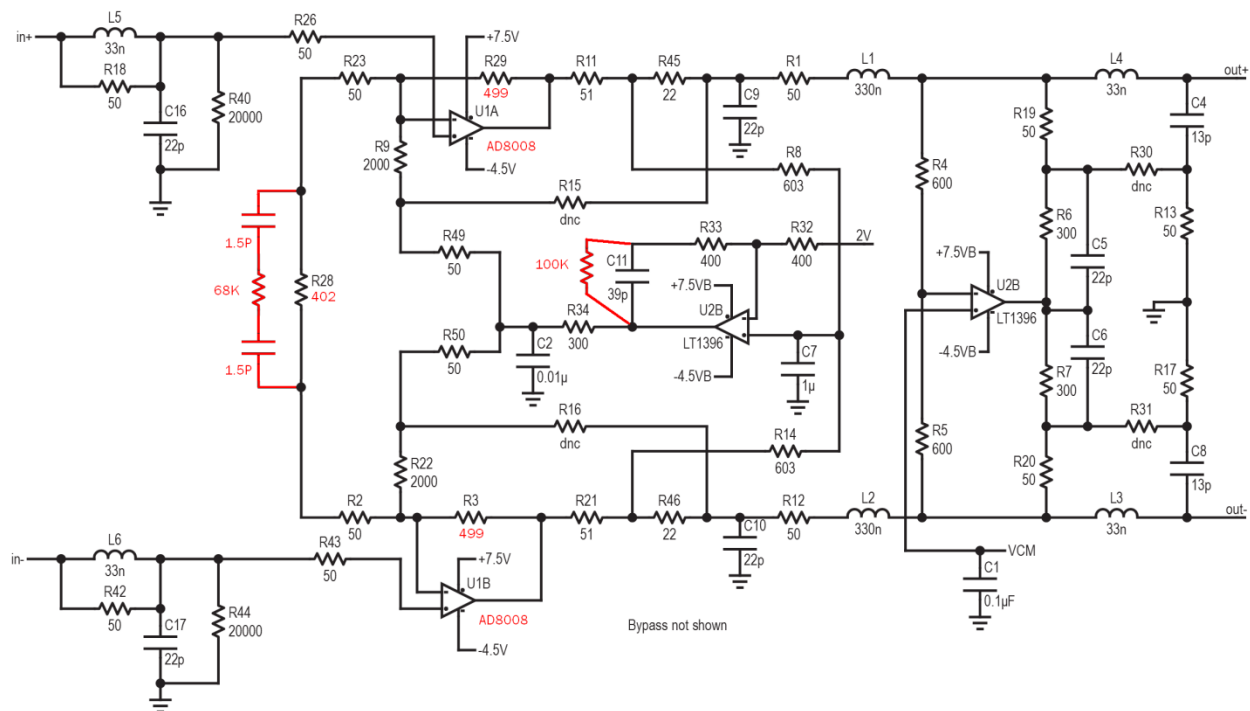 in+
L5
33n
R18
50
C16
22p
R40
20000
R26
50
R23
50
R29
499
+7.5V
U1A
AD8008
-4.5V
R11
51
R45
22
C9
22p
R1
50
L1
330n
L4
33n
out+
C4
13p
R19
50
R9
2000
R8
603
R4
600
R30
dnc
R15
dnc
R13
50
R6
300
C5
22p
1.5P
68K
1.5P
R28
402
R49
50
100K
C11
39p
R33
400
R32
400
2V
+7.5VB
U2B
LT1396
-4.5VB
+7.5VB
U2B
LT1396
-4.5VB
R34
300
C2
0.01µ
C7
1µ
R50
50
R7
300
C6
22p
R17
50
R16
dnc
R14
603
R5
600
R31
dnc
R22
2000
R20
50
C8
13p
R2
50
R3
499
R21
51
R46
22
C10
22p
R12
50
L2
330n
L3
33n
out-
in-
L6
33n
R42
50
C17
22p
R44
20000
R43
50
+7.5V
U1B
AD8008
-4.5V
VCM
C1
0.1µF
Bypass not shown